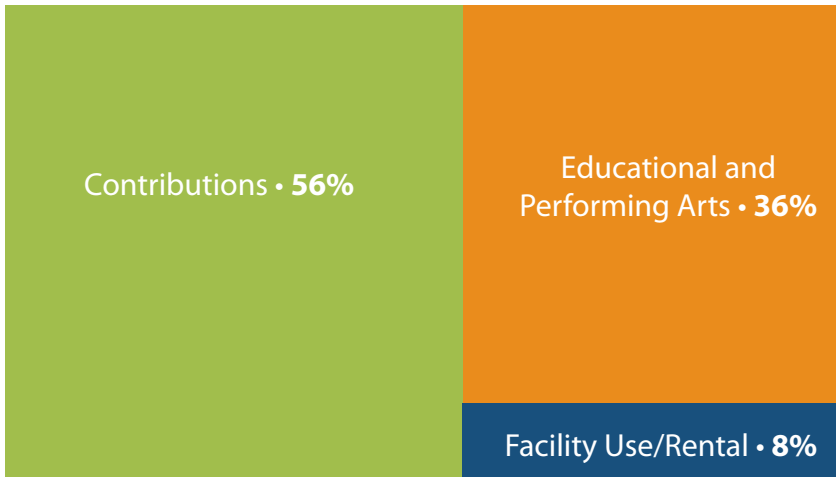 Contributions • 56%
Educational and
Performing Arts • 36%
Facility Use/Rental • 8%